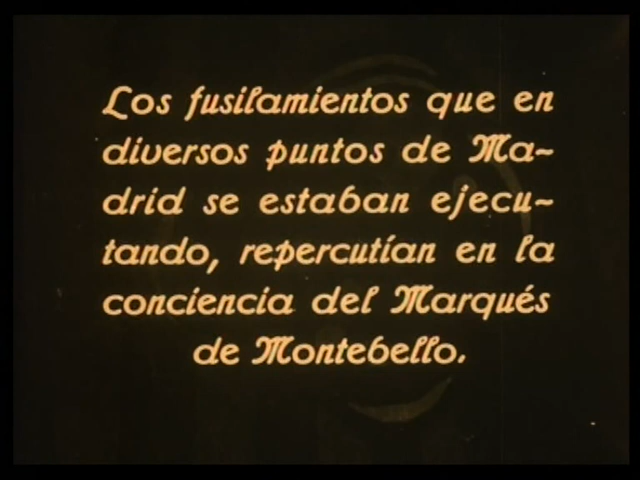 Los fusilamientos que en
diversos puntos de Ma~
drid se estaban ejecu~
tando, repercutían en la
conciencia del Marqués
de Montebello.